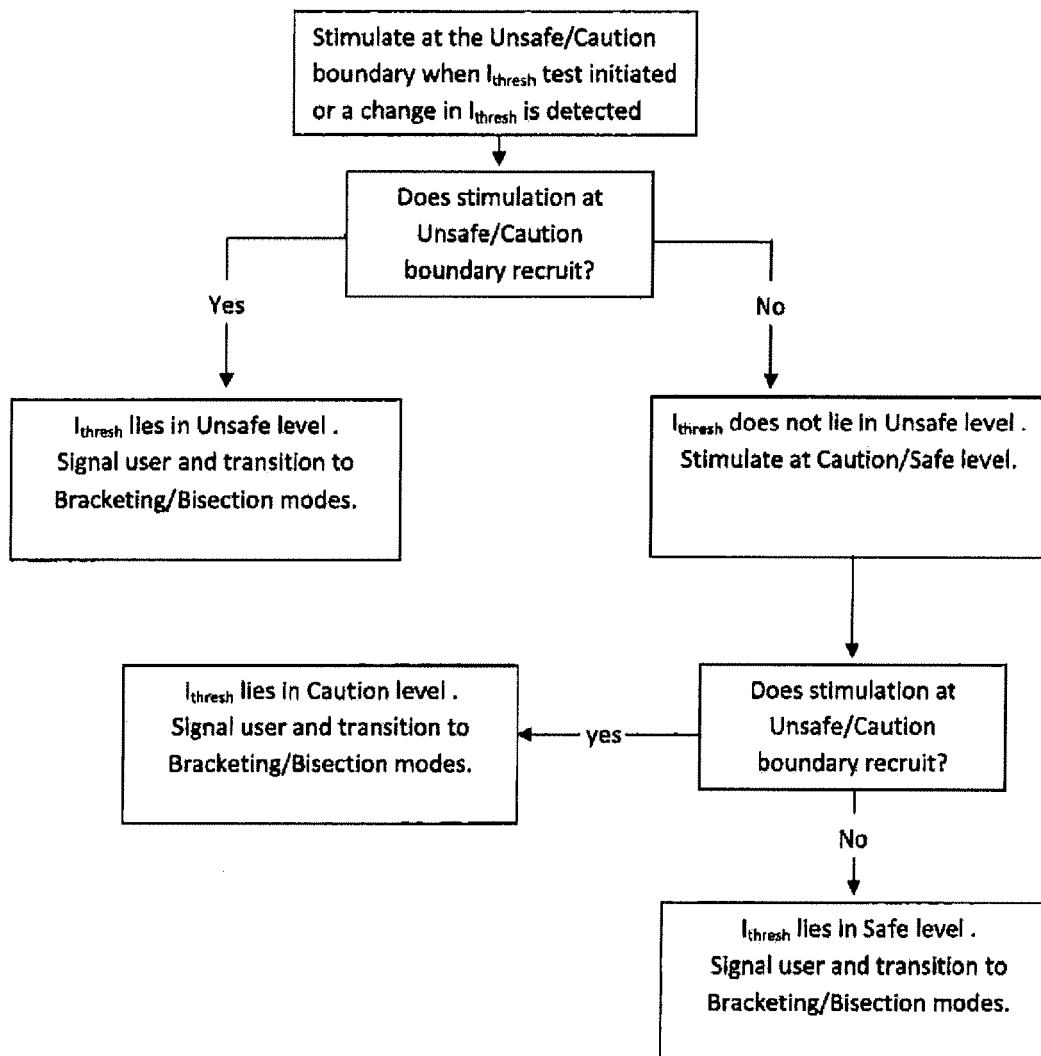 Stimulate at the Unsafe/Caution
boundary when Ithresh test initiated
or a change in Ithresh is detected
Does stimulation at
Unsafe/Caution
boundary recruit?
Yes
No
Ithresh lies in Unsafe level .
Signal user and transition to
Bracketing/Bisection modes.
Ithresh does not lie in Unsafe level .
Stimulate at Caution/Safe level.
Ithresh lies in Caution level .
Signal user and transition to
Bracketing/Bisection modes.
yes
Does stimulation at
Unsafe/Caution
boundary recruit?
No
Ithresh lies in Safe level .
Signal user and transition to
Bracketing/Bisection modes.